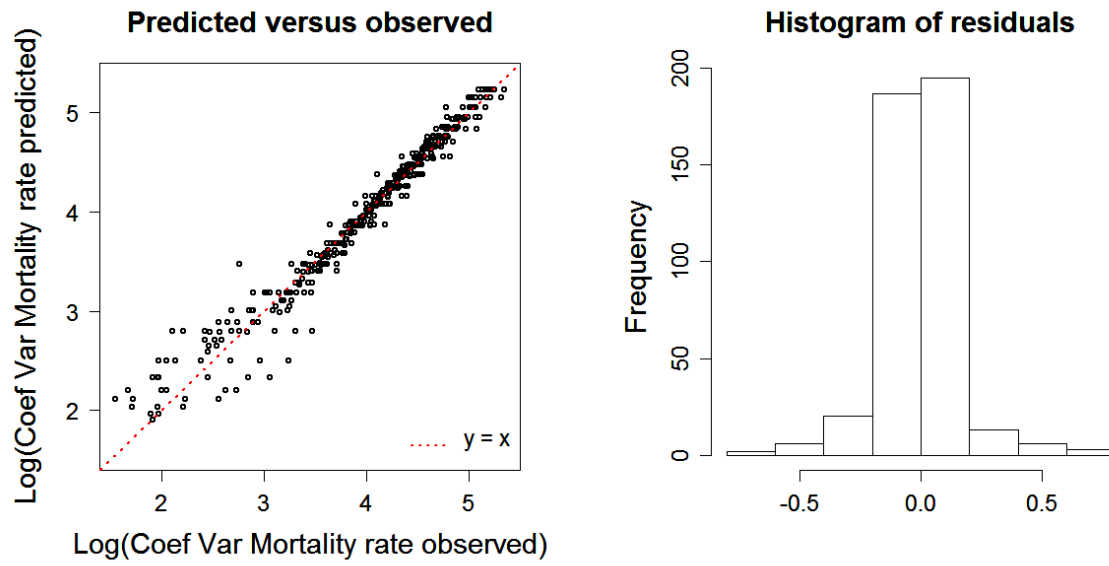 Predicted versus observed
Log(Coef Var Mortality rate predicted)
5
4
3
2
2 3 4 5
y = x
Log(Coef Var Mortality rate observed)
Histogram of residuals
Frequency
200
150
100
50
0
-0.5 0.0 0.5